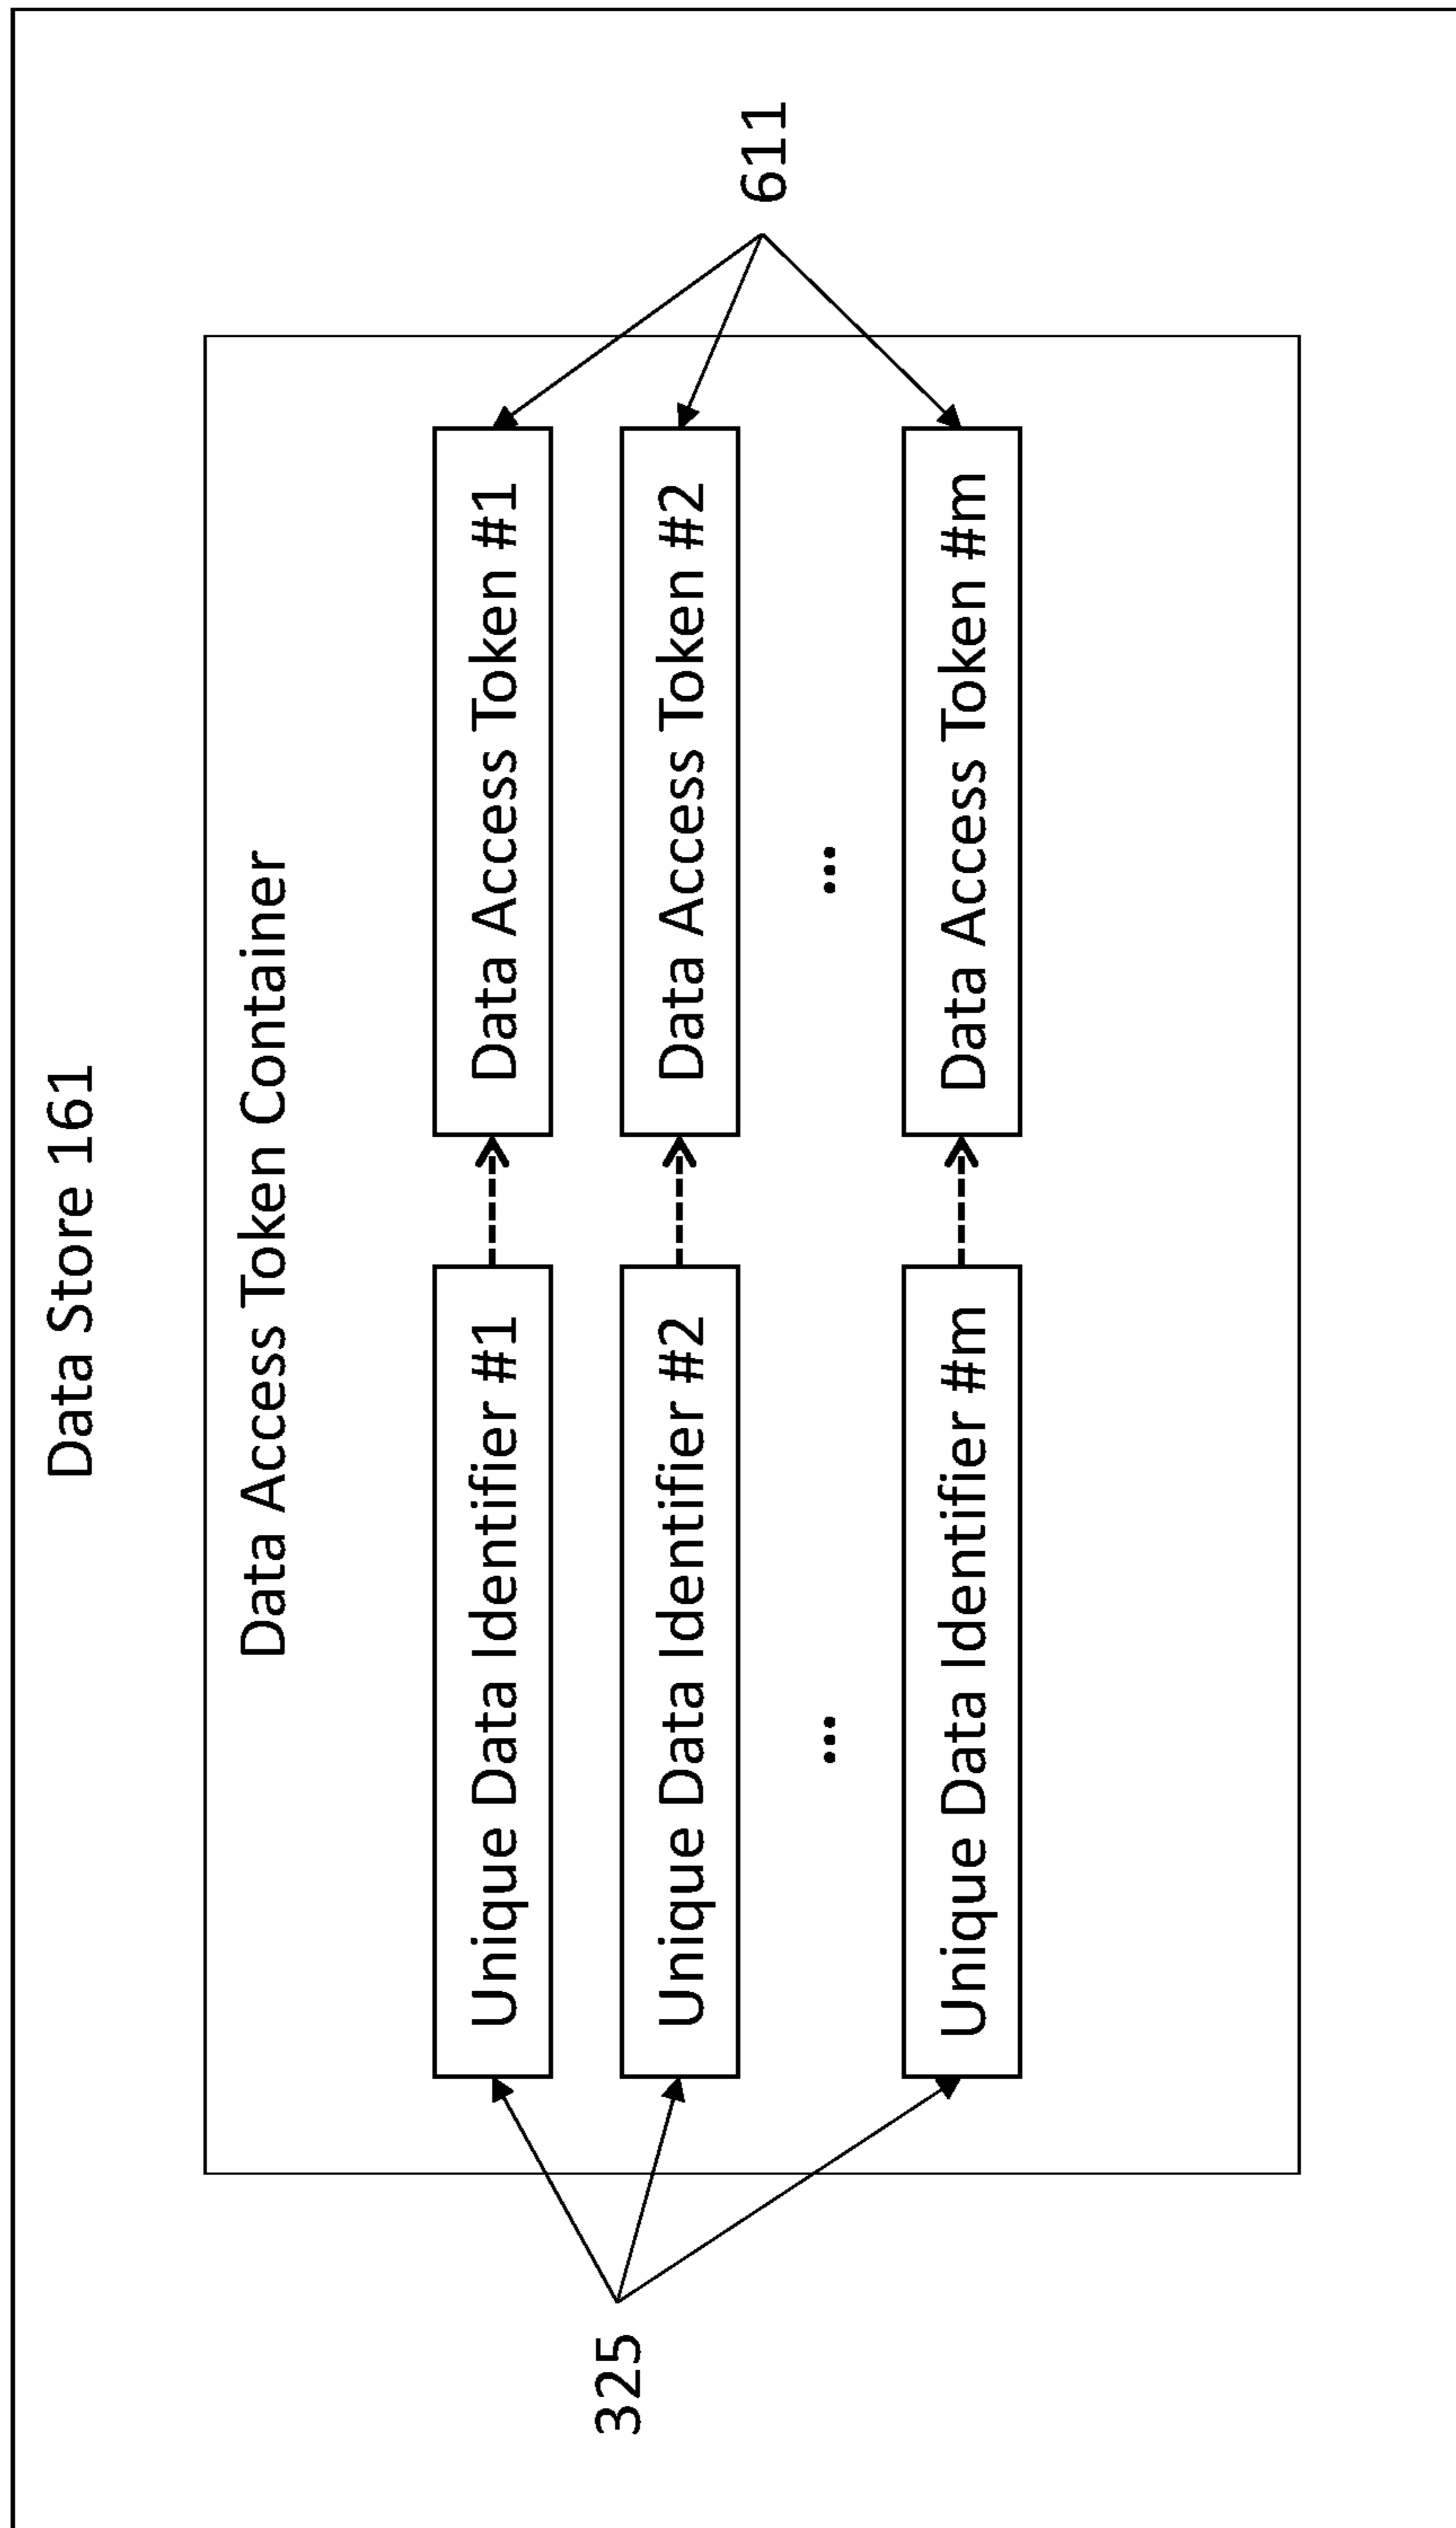 Data Store 161
Data Access Token Container
Unique Data Identifier #1
Data Access Token #1
Unique Data Identifier #2
Data Access Token #2
... ...
Unique Data Identifier #m
Data Access Token #m
325
611